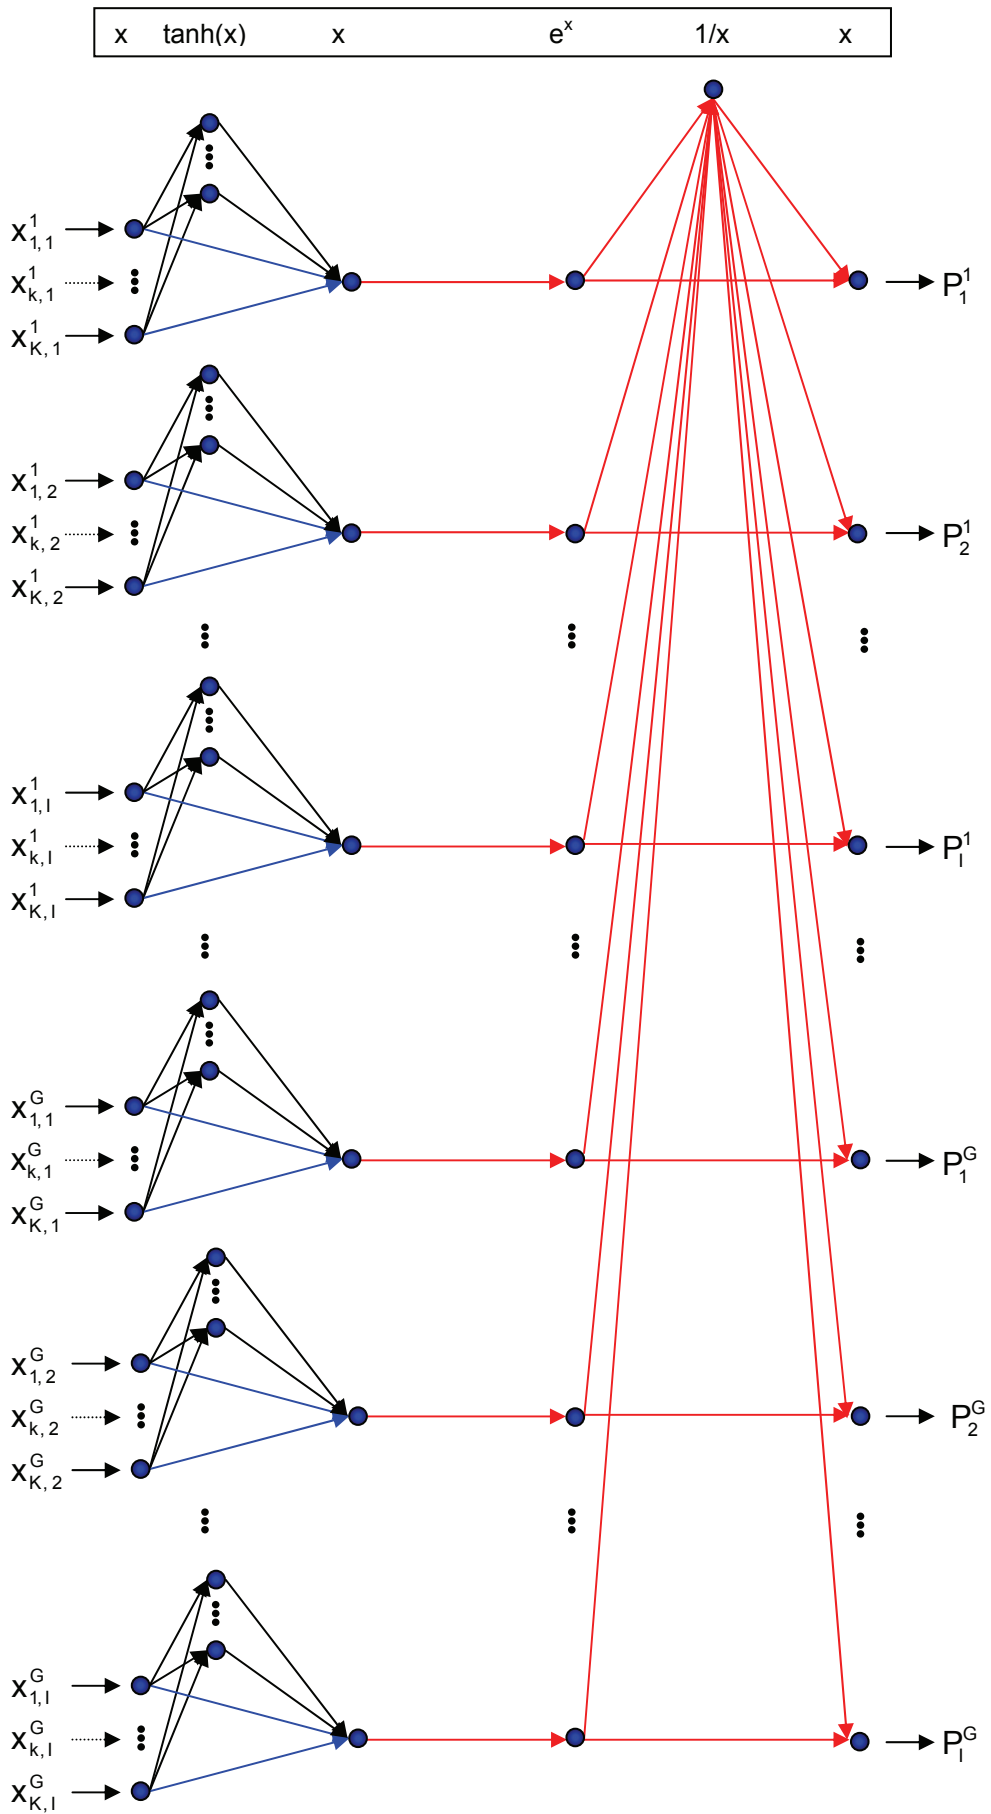 x tanh(x) x e^x 1/x x
x^1_{1,1}
x^1_{k,1} P^1_1
x^1_{K,1}
x^1_{1,2}
x^1_{k,2} P^1_2
x^1_{K,2}
x^1_{1,I}
x^1_{k,I} P^1_I
x^1_{K,I}
x^G_{1,1}
x^G_{k,1} P^G_1
x^G_{K,1}
x^G_{1,2}
x^G_{k,2} P^G_2
x^G_{K,2}
x^G_{1,I}
x^G_{k,I} P^G_I
x^G_{K,I}